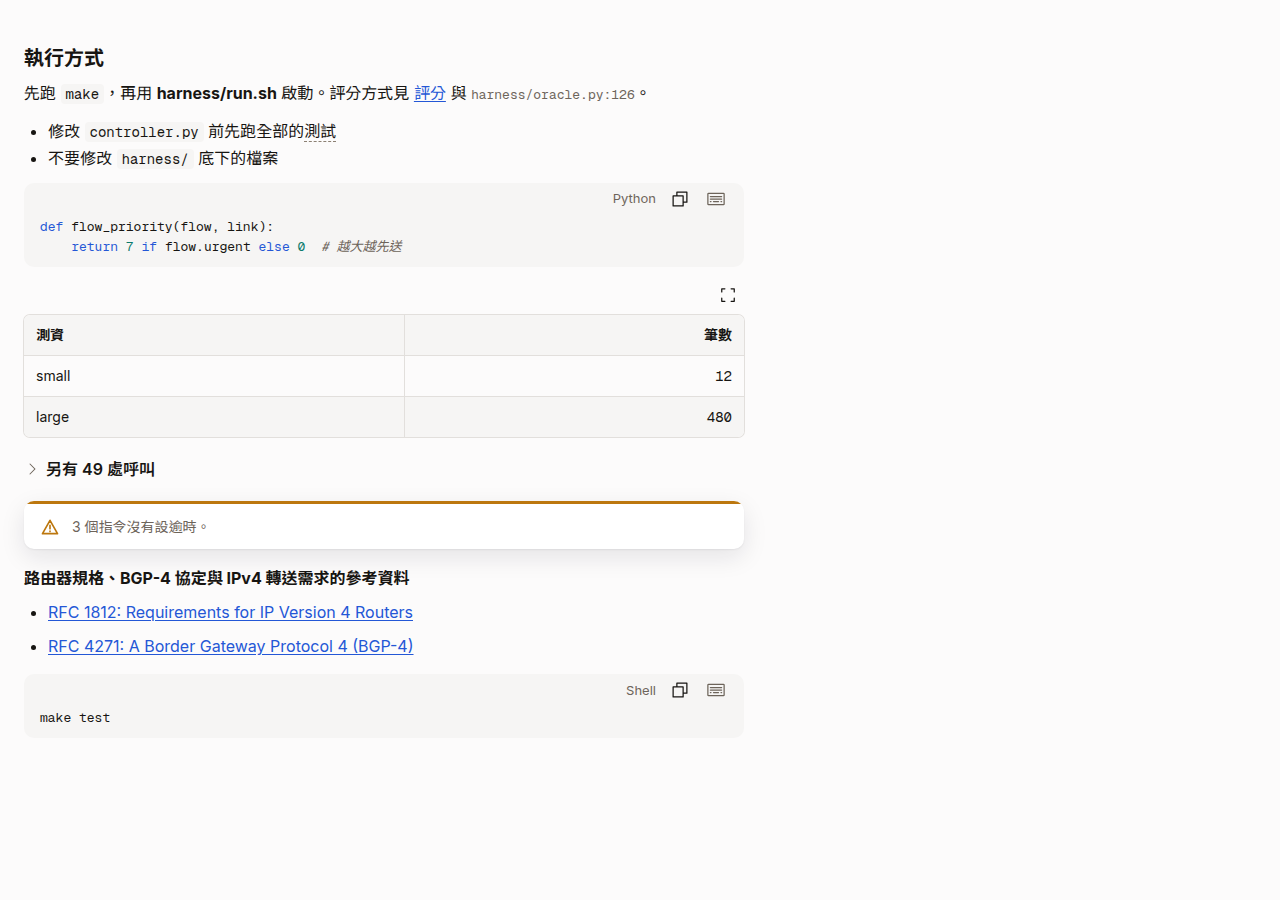 執行方式
先跑 make，再用 harness/run.sh 啟動。評分方式見 評分 與 harness/oracle.py:126。
修改 controller.py 前先跑全部的測試
不要修改 harness/ 底下的檔案
Python
def flow_priority(flow, link):
    return 7 if flow.urgent else 0  # 越大越先送
測資 筆數
small 12
large 480
另有 49 處呼叫
3 個指令沒有設逾時。
路由器規格、BGP-4 協定與 IPv4 轉送需求的參考資料
RFC 1812: Requirements for IP Version 4 Routers
RFC 4271: A Border Gateway Protocol 4 (BGP-4)
Shell
make test